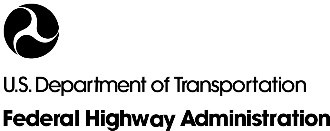 U.S. Department of Transportation
Federal Highway Administration